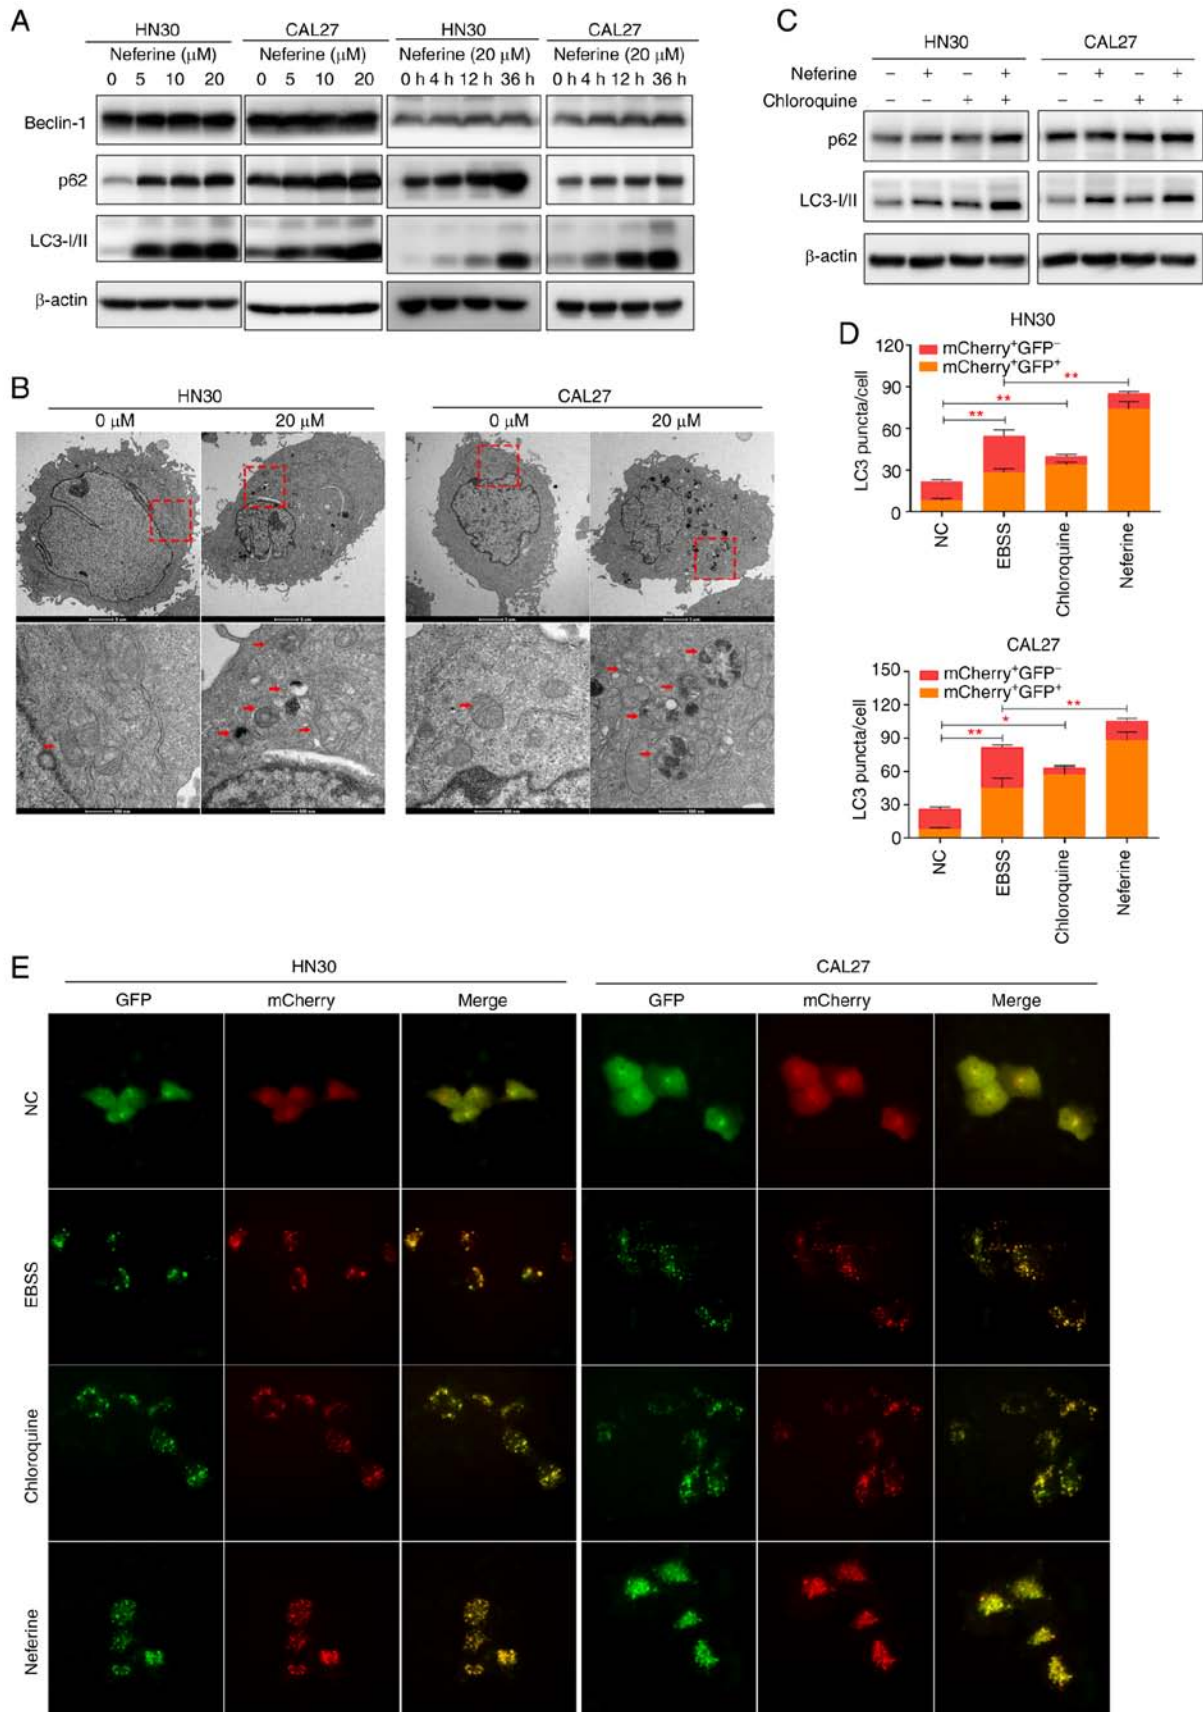 A
HN30 CAL27 HN30 CAL27
Neferine (μM) Neferine (μM) Neferine (20 μM) Neferine (20 μM)
0 5 10 20 0 5 10 20 0 h 4 h 12 h 36 h 0 h 4 h 12 h 36 h
Beclin-1
p62
LC3-I/II
β-actin
C
HN30 CAL27
Neferine − + − + − + − +
Chloroquine − − + + − − + +
p62
LC3-I/II
β-actin
B
HN30 CAL27
0 μM 20 μM 0 μM 20 μM
D
HN30
mCherry⁺GFP⁻
mCherry⁺GFP⁺
LC3 puncta/cell
120
90
60
30
0
**
**
**
NC EBSS Chloroquine Neferine
CAL27
mCherry⁺GFP⁻
mCherry⁺GFP⁺
LC3 puncta/cell
150
120
90
60
30
0
**
*
**
NC EBSS Chloroquine Neferine
E
HN30 CAL27
GFP mCherry Merge GFP mCherry Merge
NC
EBSS
Chloroquine
Neferine